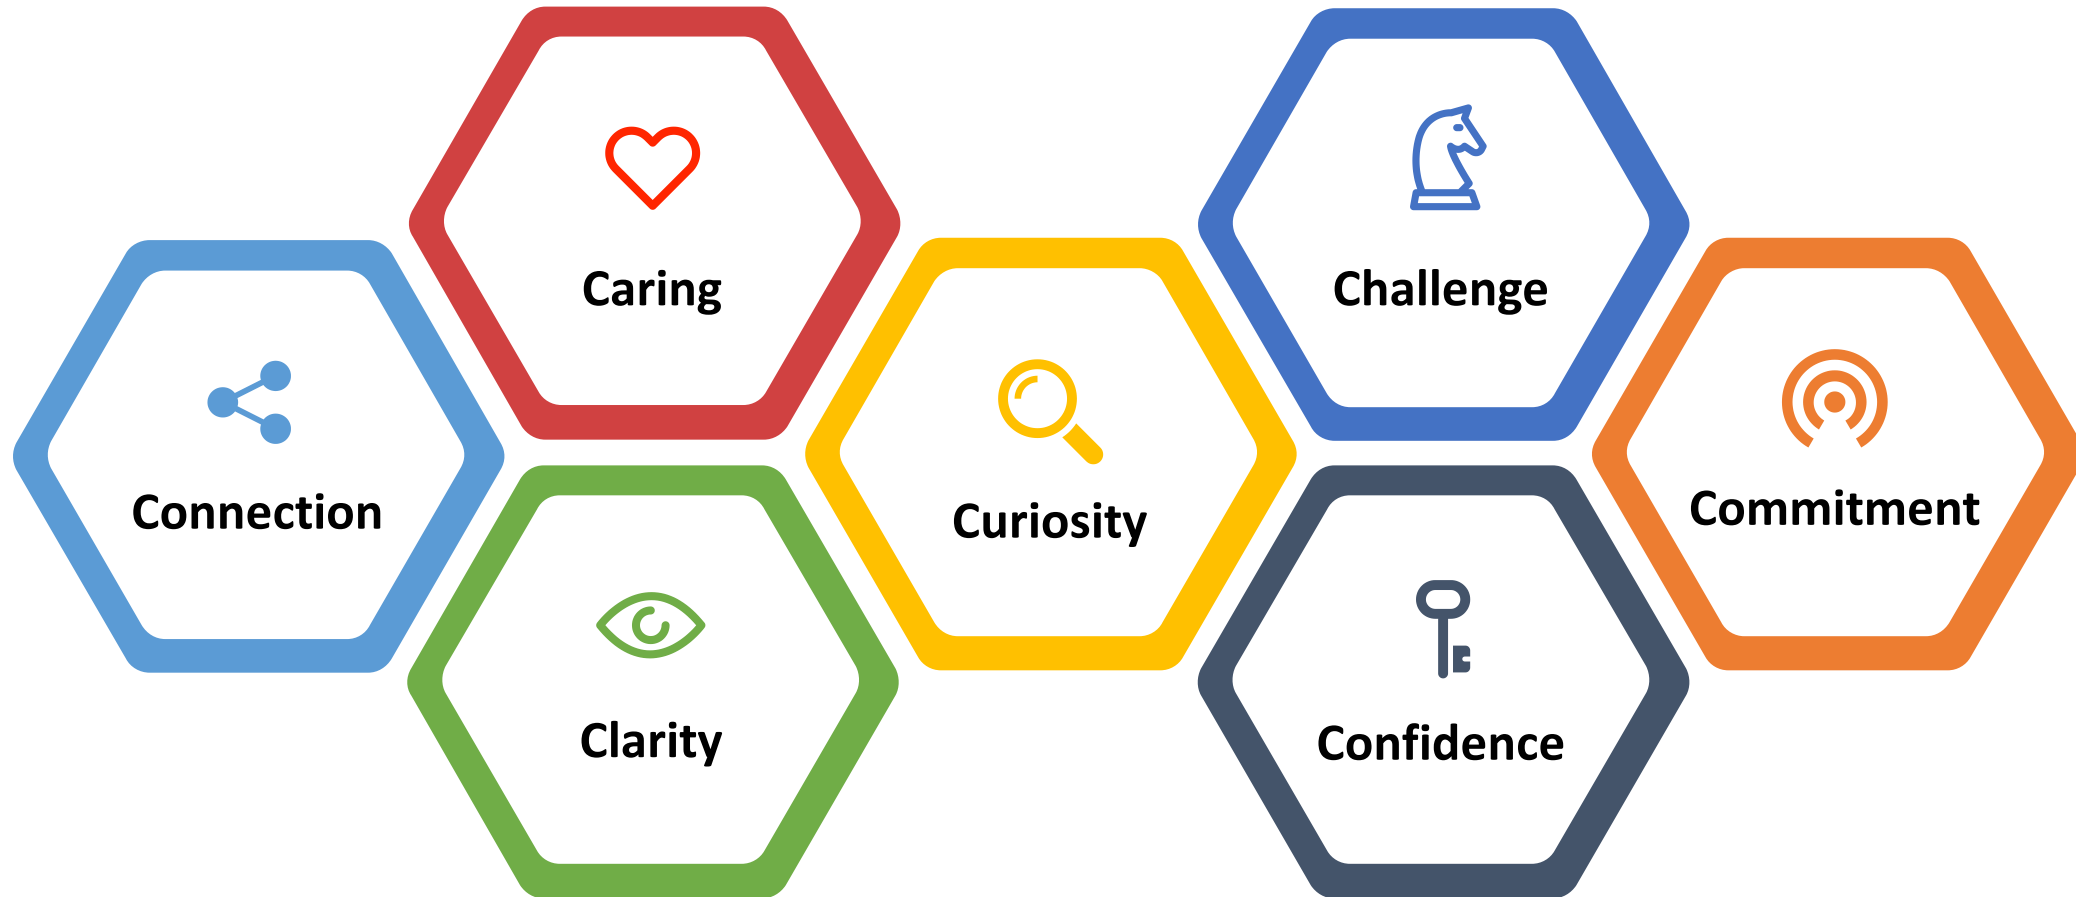 Connection
Caring
Clarity
Curiosity
Challenge
Confidence
Commitment